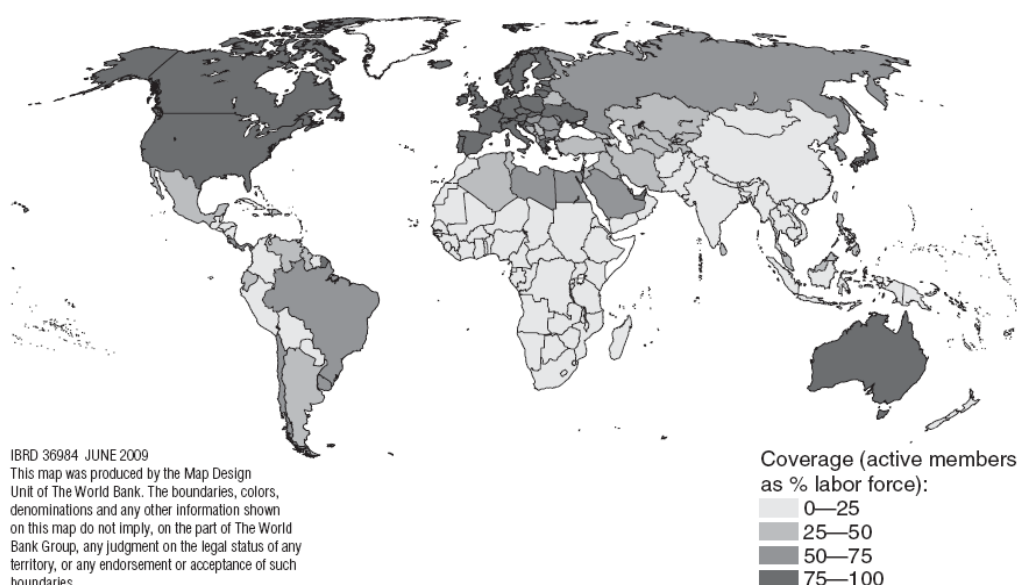 IBRD 36984 JUNE 2009
This map was produced by the Map Design
Unit of The World Bank. The boundaries, colors,
denominations and any other information shown
on this map do not imply, on the part of The World
Bank Group, any judgment on the legal status of any
territory, or any endorsement or acceptance of such
boundaries.
Coverage (active members
as % labor force):
0—25
25—50
50—75
75—100